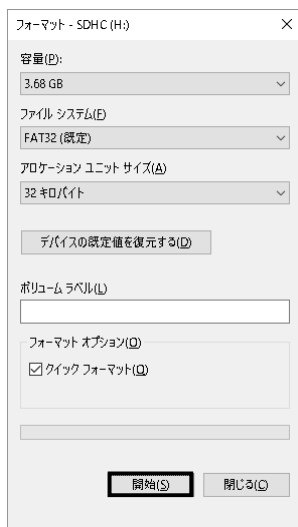 フォーマット - SDHC (H:)
容量(P):
3.68 GB
ファイル システム(F)
FAT32 (既定)
アロケーション ユニット サイズ(A)
32 キロバイト
デバイスの既定値を復元する(D)
ボリューム ラベル(L)
フォーマット オプション(O)
クイック フォーマット(Q)
開始(S)
閉じる(C)